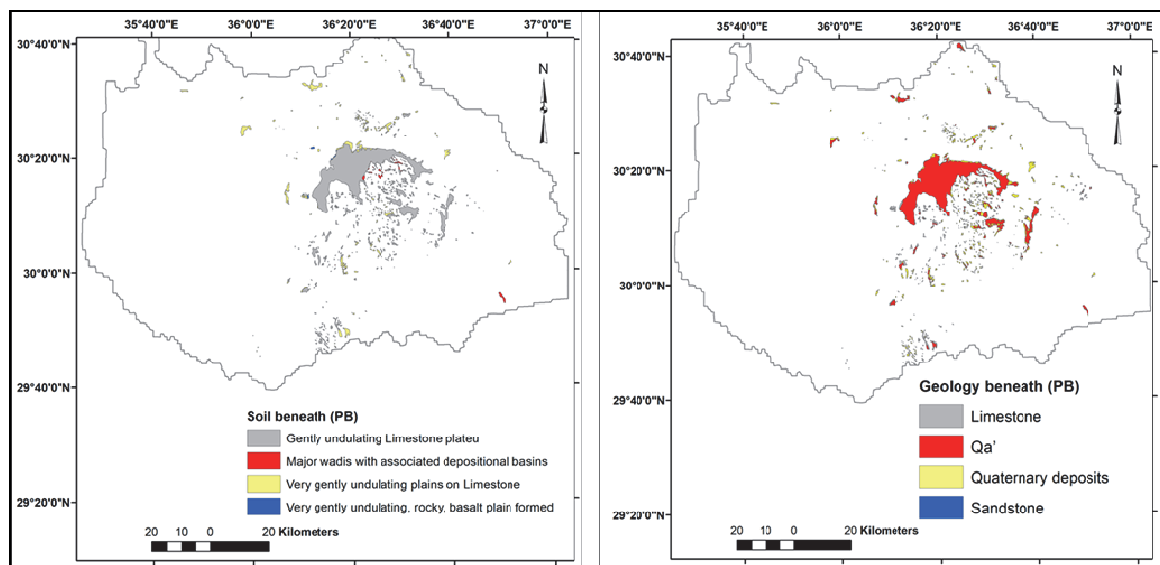 35°40'0"E 36°0'0"E 36°20'0"E 36°40'0"E 37°0'0"E
30°40'0"N
30°20'0"N
30°0'0"N
29°40'0"N
29°20'0"N
N
Soil beneath (PB)
Gently undulating Limestone plateu
Major wadis with associated depositional basins
Very gently undulating plains on Limestone
Very gently undulating, rocky, basalt plain formed
20 10 0 20 Kilometers
35°40'0"E 36°0'0"E 36°20'0"E 36°40'0"E 37°0'0"E
30°40'0"N
30°20'0"N
30°0'0"N
29°40'0"N
29°20'0"N
N
Geology beneath (PB)
Limestone
Qa'
Quaternary deposits
Sandstone
20 10 0 20 Kilometers